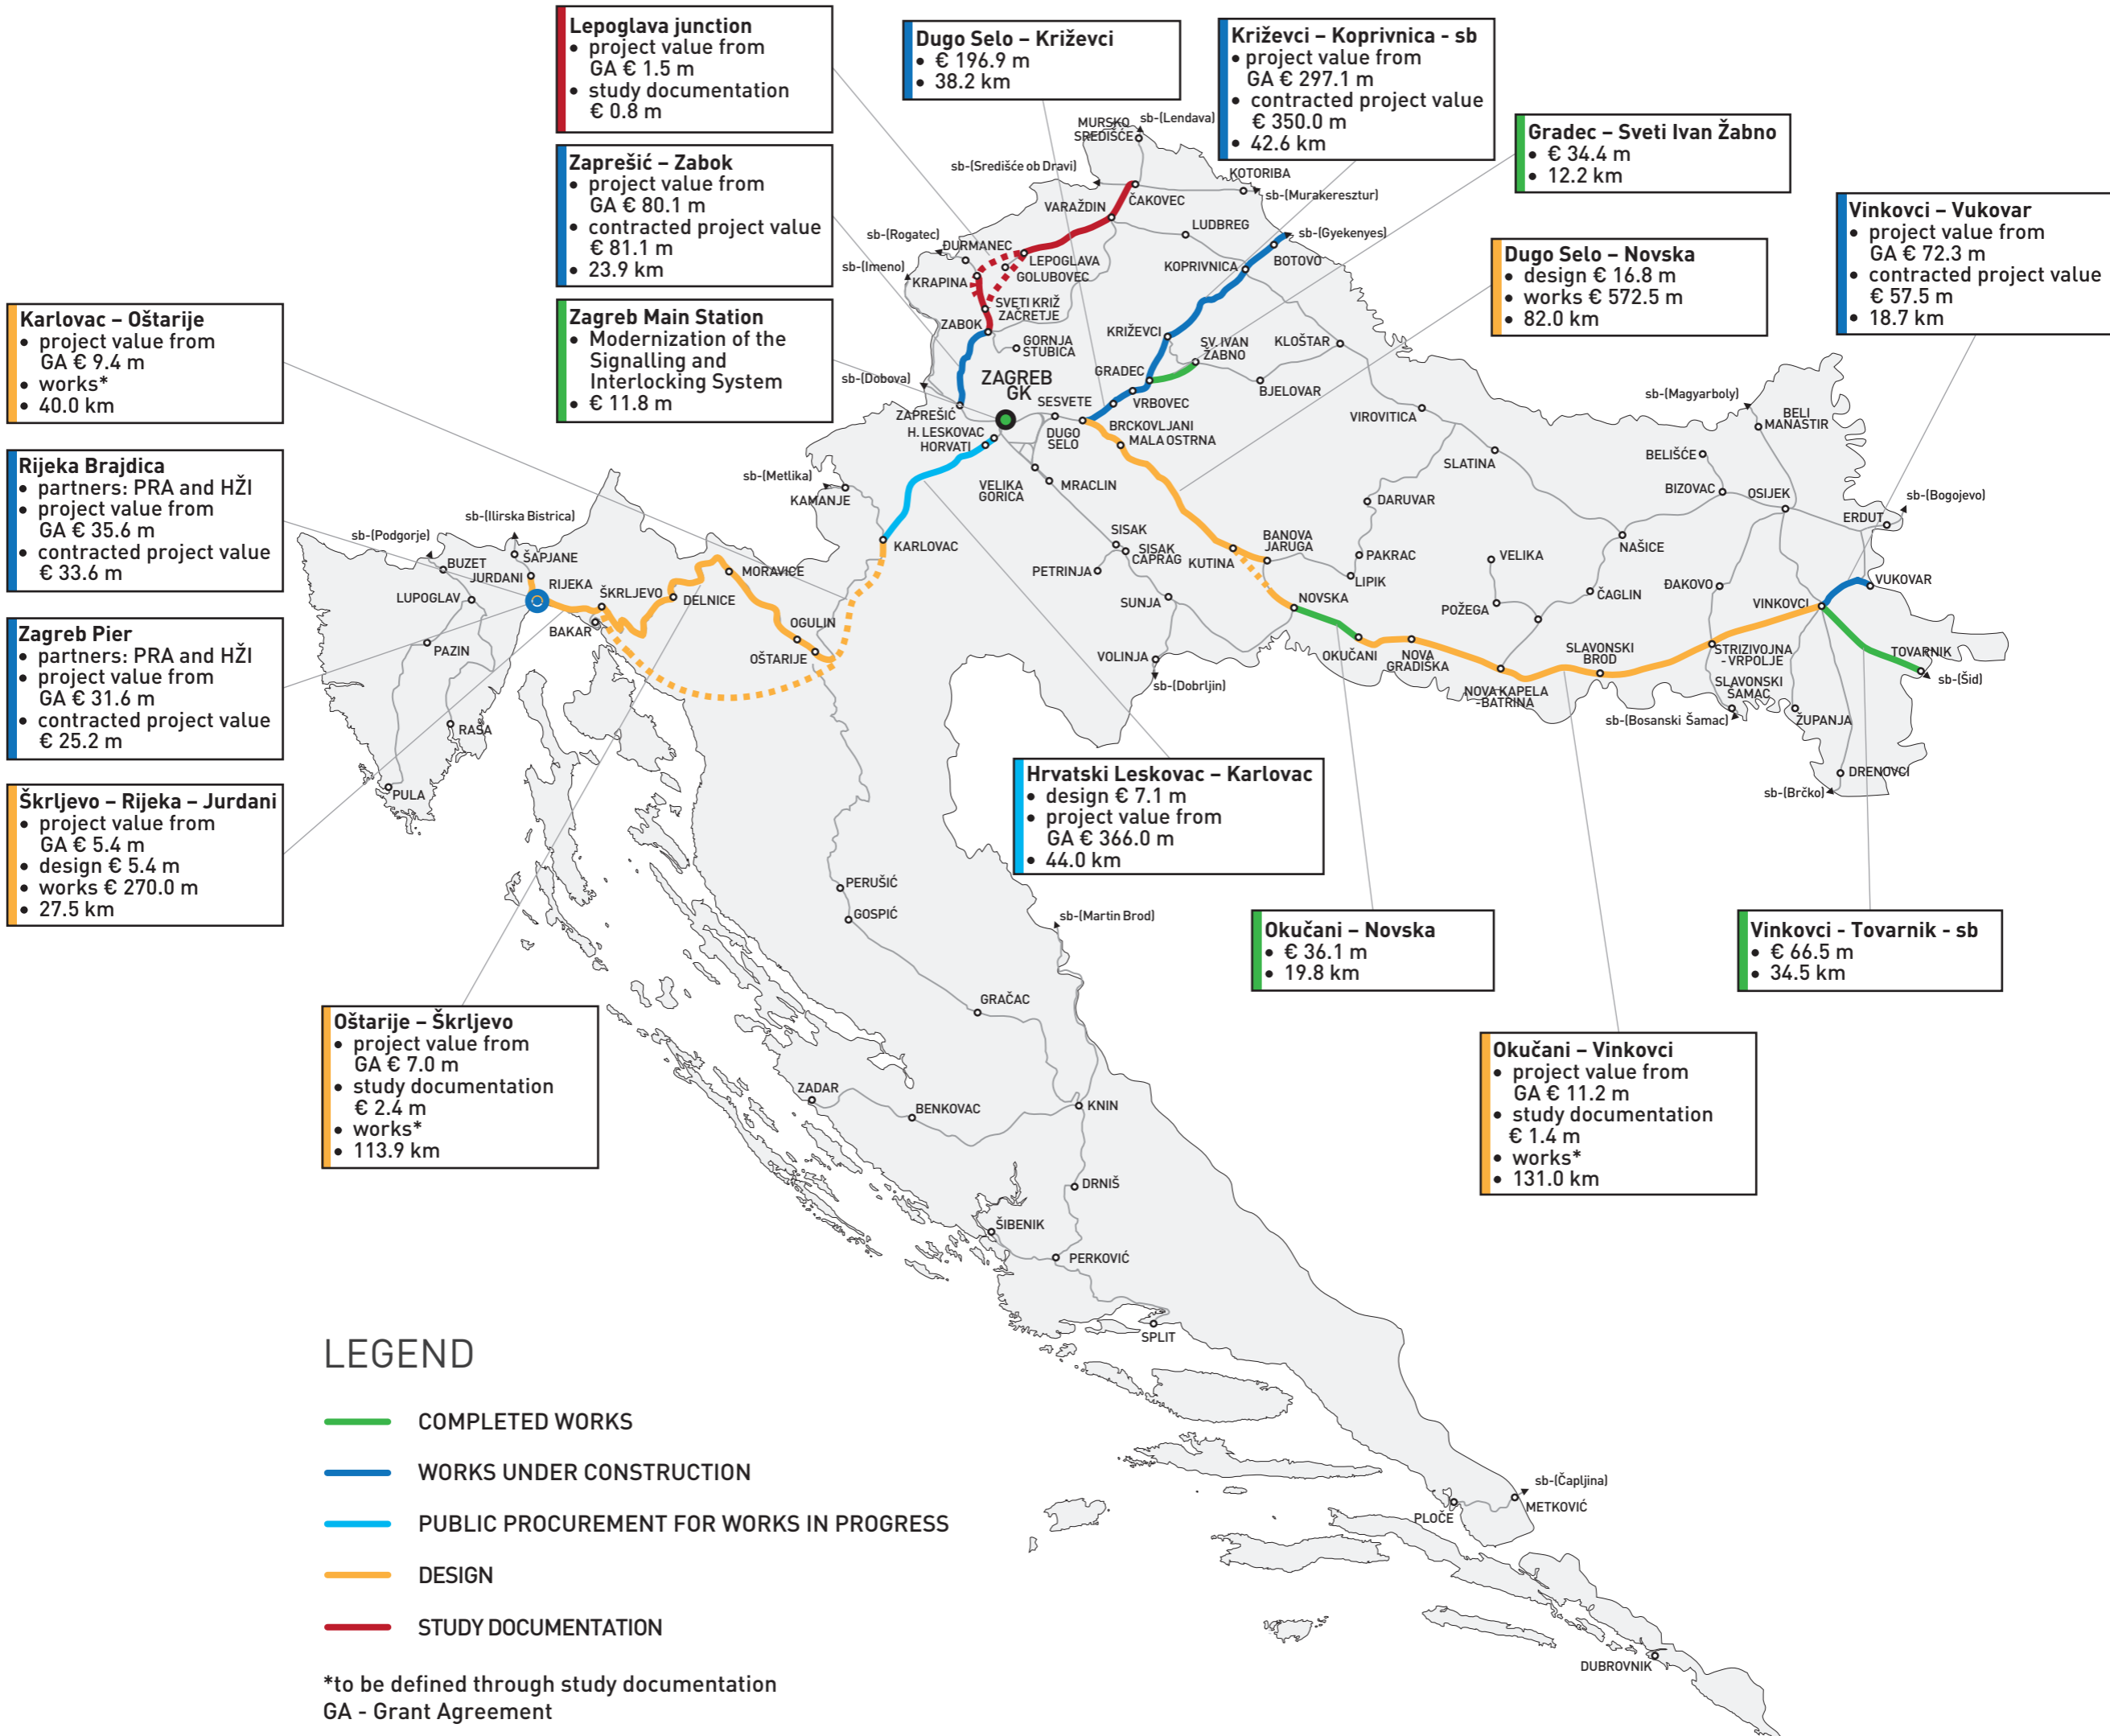 Lepoglava junction
• project value from
GA € 1.5 m
• study documentation
€ 0.8 m
Dugo Selo – Križevci
• € 196.9 m
• 38.2 km
Križevci – Koprivnica - sb
• project value from
GA € 297.1 m
• contracted project value
€ 350.0 m
• 42.6 km
Gradec – Sveti Ivan Žabno
• € 34.4 m
• 12.2 km
Zaprešić – Zabok
• project value from
GA € 80.1 m
• contracted project value
€ 81.1 m
• 23.9 km
Vinkovci – Vukovar
• project value from
GA € 72.3 m
• contracted project value
€ 57.5 m
• 18.7 km
Dugo Selo – Novska
• design € 16.8 m
• works € 572.5 m
• 82.0 km
Zagreb Main Station
• Modernization of the
Signalling and
Interlocking System
• € 11.8 m
Karlovac – Oštarije
• project value from
GA € 9.4 m
• works*
• 40.0 km
Rijeka Brajdica
• partners: PRA and HŽI
• project value from
GA € 35.6 m
• contracted project value
€ 33.6 m
Zagreb Pier
• partners: PRA and HŽI
• project value from
GA € 31.6 m
• contracted project value
€ 25.2 m
Škrljevo – Rijeka – Jurdani
• project value from
GA € 5.4 m
• design € 5.4 m
• works € 270.0 m
• 27.5 km
Hrvatski Leskovac – Karlovac
• design € 7.1 m
• project value from
GA € 366.0 m
• 44.0 km
Okučani – Novska
• € 36.1 m
• 19.8 km
Vinkovci - Tovarnik - sb
• € 66.5 m
• 34.5 km
Oštarije – Škrljevo
• project value from
GA € 7.0 m
• study documentation
€ 2.4 m
• works*
• 113.9 km
Okučani – Vinkovci
• project value from
GA € 11.2 m
• study documentation
€ 1.4 m
• works*
• 131.0 km
MURSKO
SREDIŠĆE
sb-(Lendava)
sb-(Središće ob Dravi)
KOTORIBA
sb-(Murakeresztur)
ČAKOVEC
VARAŽDIN
LUDBREG
sb-(Rogatec)
ĐURMANEC
sb-(Gyekenyes)
LEPOGLAVA
BOTOVO
KOPRIVNICA
sb-(Imeno)
GOLUBOVEC
KRAPINA
SVETI KRIŽ
ZAČRETJE
ZABOK
KRIŽEVCI
GORNJA
STUBICA
SV. IVAN
ŽABNO
KLOŠTAR
GRADEC
sb-(Dobova)
ZAGREB
GK
BJELOVAR
SESVETE
VRBOVEC
ZAPREŠIĆ
VIROVITICA
sb-(Magyarboly)
BELI
MANASTIR
H. LESKOVAC
HORVATI
DUGO
SELO
BRCKOVLJANI
MALA OSTRNA
BELIŠĆE
SLATINA
sb-(Metlika)
KAMANJE
VELIKA
GORICA
MRACLIN
BIZOVAC
OSIJEK
sb-(Bogojevo)
DARUVAR
ERDUT
sb-(Ilirska Bistrica)
sb-(Podgorje)
KARLOVAC
SISAK
SISAK
CAPRAG
BANOVA
JARUGA
KUTINA
PAKRAC
VELIKA
NAŠICE
BUZET
ŠAPJANE
JURDANI
RIJEKA
ŠKRLJEVO
MORAVICE
DELNICE
PETRINJA
LIPIK
ĐAKOVO
VUKOVAR
LUPOGLAV
SUNJA
NOVSKA
POŽEGA
ČAGLIN
VINKOVCI
BAKAR
OGULIN
OŠTARIJE
PAZIN
VOLINJA
sb-(Dobrljin)
OKUČANI
NOVA
GRADIŠKA
SLAVONSKI
BROD
STRIZIVOJNA
-VRPOLJE
TOVARNIK
sb-(Šid)
NOVA KAPELA
-BATRINA
SLAVONSKI
ŠAMAC
sb-(Bosanski Šamac)
ŽUPANJA
RAŠA
PULA
DRENOVCI
sb-(Brčko)
PERUŠIĆ
GOSPIĆ
sb-(Martin Brod)
GRAČAC
ZADAR
BENKOVAC
KNIN
DRNIŠ
ŠIBENIK
PERKOVIĆ
SPLIT
sb-(Čapljina)
METKOVIĆ
PLOČE
DUBROVNIK
LEGEND
COMPLETED WORKS
WORKS UNDER CONSTRUCTION
PUBLIC PROCUREMENT FOR WORKS IN PROGRESS
DESIGN
STUDY DOCUMENTATION
*to be defined through study documentation
GA - Grant Agreement